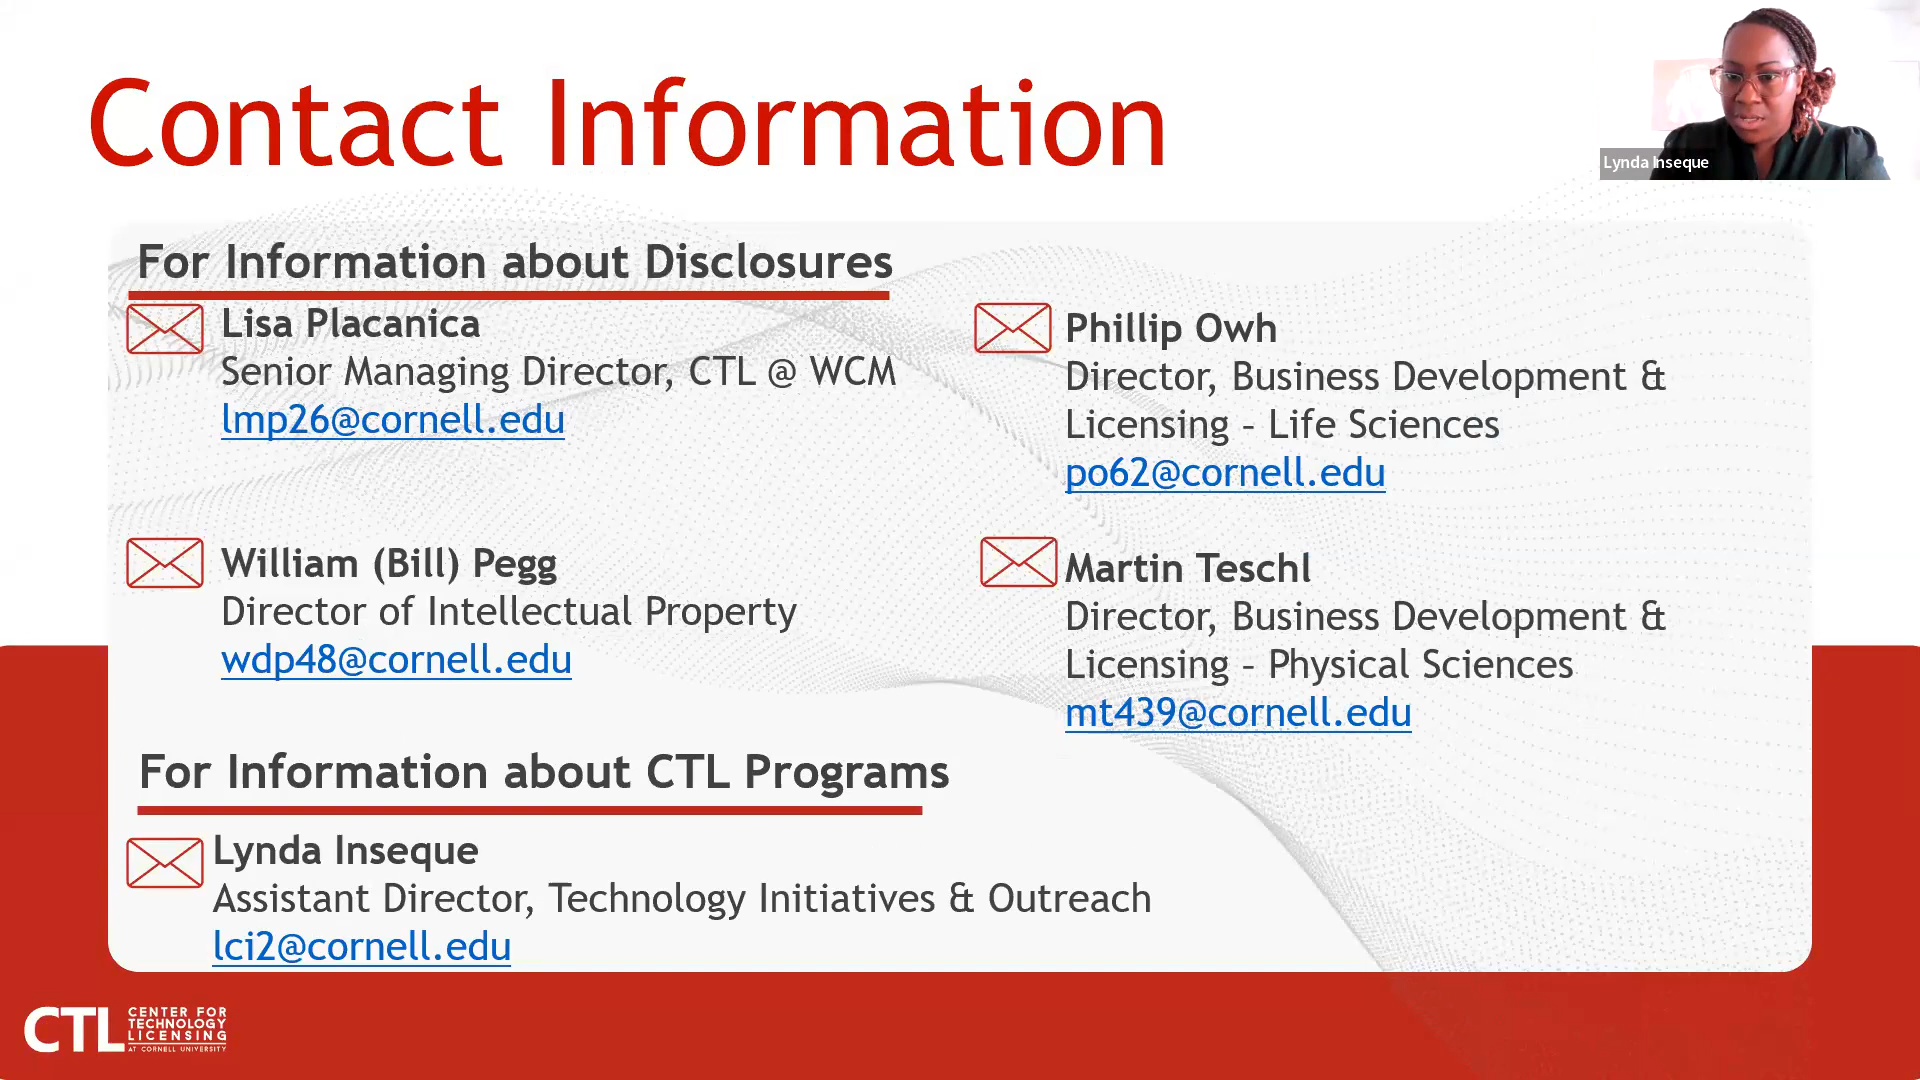 Contact Information
Lynda Inseque
For Information about Disclosures
Lisa Placanica
Senior Managing Director, CTL @ WCM
lmp26@cornell.edu
Phillip Owh
Director, Business Development &
Licensing – Life Sciences
po62@cornell.edu
William (Bill) Pegg
Director of Intellectual Property
wdp48@cornell.edu
Martin Teschl
Director, Business Development &
Licensing – Physical Sciences
mt439@cornell.edu
For Information about CTL Programs
Lynda Inseque
Assistant Director, Technology Initiatives & Outreach
lci2@cornell.edu
CTL
CENTER FOR
TECHNOLOGY
LICENSING
AT CORNELL UNIVERSITY